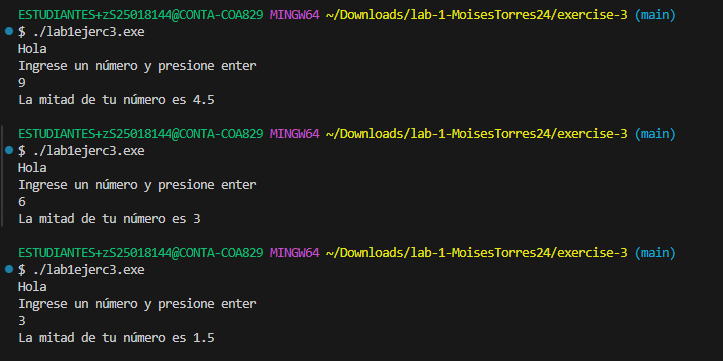 ESTUDIANTES+zS25018144@CONTA-COA829 MINGW64 ~/Downloads/lab-1-MoisesTorres24/exercise-3 (main)
$ ./lab1ejerc3.exe
Hola
Ingrese un número y presione enter
9
La mitad de tu número es 4.5
ESTUDIANTES+zS25018144@CONTA-COA829 MINGW64 ~/Downloads/lab-1-MoisesTorres24/exercise-3 (main)
$ ./lab1ejerc3.exe
Hola
Ingrese un número y presione enter
6
La mitad de tu número es 3
ESTUDIANTES+zS25018144@CONTA-COA829 MINGW64 ~/Downloads/lab-1-MoisesTorres24/exercise-3 (main)
$ ./lab1ejerc3.exe
Hola
Ingrese un número y presione enter
3
La mitad de tu número es 1.5